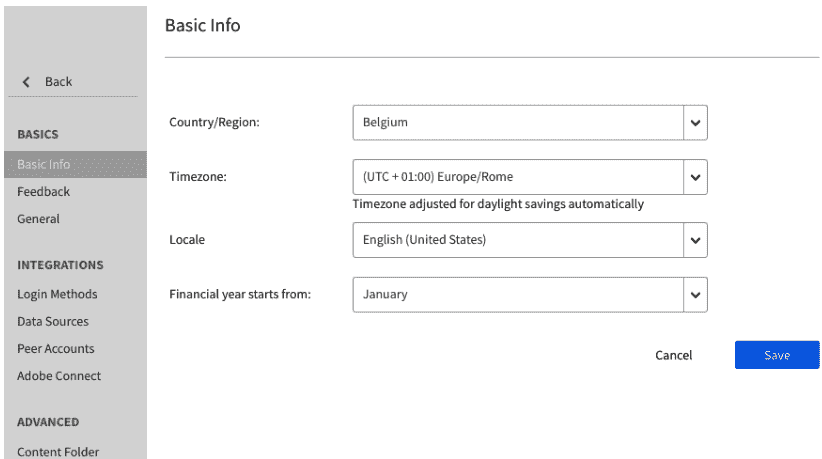 Basic Info
Back
BASICS
Basic Info
Feedback
General
INTEGRATIONS
Login Methods
Data Sources
Peer Accounts
Adobe Connect
ADVANCED
Content Folder
Country/Region:
Belgium
Timezone:
(UTC + 01:00) Europe/Rome
Timezone adjusted for daylight savings automatically
Locale
English (United States)
Financial year starts from:
January
Cancel
Save